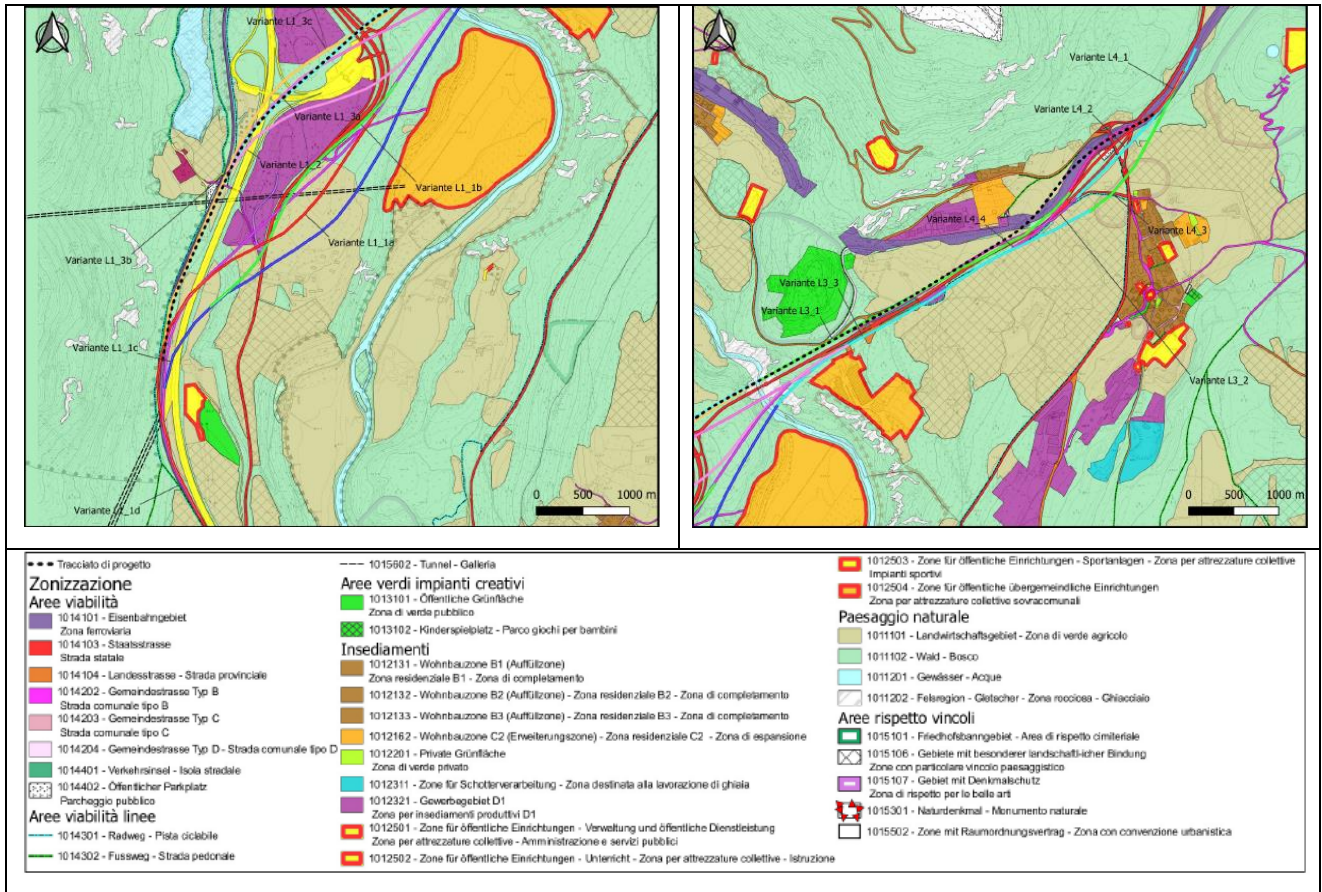 Variante L1_3c
Variante L1_3a
Variante L1_2
Variante L1_1b
Variante L1_1a
Variante L1_3b
Variante L1_1c
Variante L1_1d
0 500 1000 m
Variante L4_1
Variante L4_2
Variante L4_4
Variante L4_3
Variante L3_3
Variante L3_1
Variante L3_2
0 500 1000 m
Tracciato di progetto
Zonizzazione
Aree viabilità
1014101 - Eisenbahngebiet
Zona ferroviaria
1014103 - Staatsstrasse
Strada statale
1014104 - Landesstrasse - Strada provinciale
1014202 - Gemeindestrasse Typ B
Strada comunale tipo B
1014203 - Gemeindestrasse Typ C
Strada comunale tipo C
1014204 - Gemeindestrasse Typ D - Strada comunale tipo D
1014401 - Verkehrsinsel - Isola stradale
1014402 - Öffentlicher Parkplatz
Parcheggio pubblico
Aree viabilità linee
1014301 - Radweg - Pista ciclabile
1014302 - Fussweg - Strada pedonale
1015602 - Tunnel - Galleria
Aree verdi impianti creativi
1013101 - Öffentliche Grünfläche
Zona di verde pubblico
1013102 - Kinderspielplatz - Parco giochi per bambini
Insediamenti
1012131 - Wohnbauzone B1 (Auffüllzone)
Zona residenziale B1 - Zona di completamento
1012132 - Wohnbauzone B2 (Auffüllzone) - Zona residenziale B2 - Zona di completamento
1012133 - Wohnbauzone B3 (Auffüllzone) - Zona residenziale B3 - Zona di completamento
1012162 - Wohnbauzone C2 (Erweiterungszone) - Zona residenziale C2 - Zona di espansione
1012201 - Private Grünfläche
Zona di verde privato
1012311 - Zone für Schotterverarbeitung - Zona destinata alla lavorazione di ghiaia
1012321 - Gewerbegebiet D1
Zona per insediamenti produttivi D1
1012501 - Zone für öffentliche Einrichtungen - Verwaltung und öffentliche Dienstleistung
Zona per attrezzature collettive - Amministrazione e servizi pubblici
1012502 - Zone für öffentliche Einrichtungen - Unterricht - Zona per attrezzature collettive - Istruzione
1012503 - Zone für öffentliche Einrichtungen - Sportanlagen - Zona per attrezzature collettive
Impianti sportivi
1012504 - Zone für öffentliche übergemeindliche Einrichtungen
Zona per attrezzature collettive sovracomunali
Paesaggio naturale
1011101 - Landwirtschaftsgebiet - Zona di verde agricolo
1011102 - Wald - Bosco
1011201 - Gewässer - Acque
1011202 - Felsregion - Gletscher - Zona rocciosa - Ghiacciaio
Aree rispetto vincoli
1015101 - Friedhofsbanngebiet - Area di rispetto cimiteriale
1015106 - Gebiete mit besonderer landschaftlicher Bindung
Zone con particolare vincolo paesaggistico
1015107 - Gebiet mit Denkmalschutz
Zona di rispetto per le belle arti
1015301 - Naturdenkmal - Monumento naturale
1015502 - Zone mit Raumordnungsvertrag - Zona con convenzione urbanistica